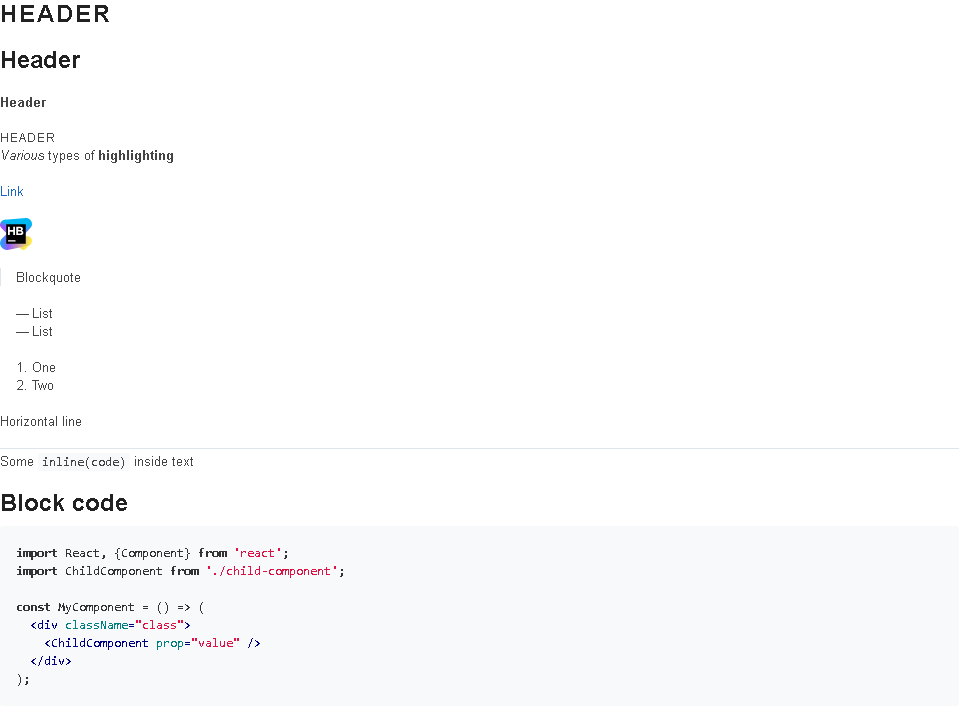 HEADER
Header
Header
HEADER
Various types of highlighting
Link
HB
Blockquote
— List
— List
1. One
2. Two
Horizontal line
Some inline(code) inside text
Block code
import React, {Component} from 'react';
import ChildComponent from './child-component';
const MyComponent = () => (
<div className="class">
<ChildComponent prop="value" />
</div>
);